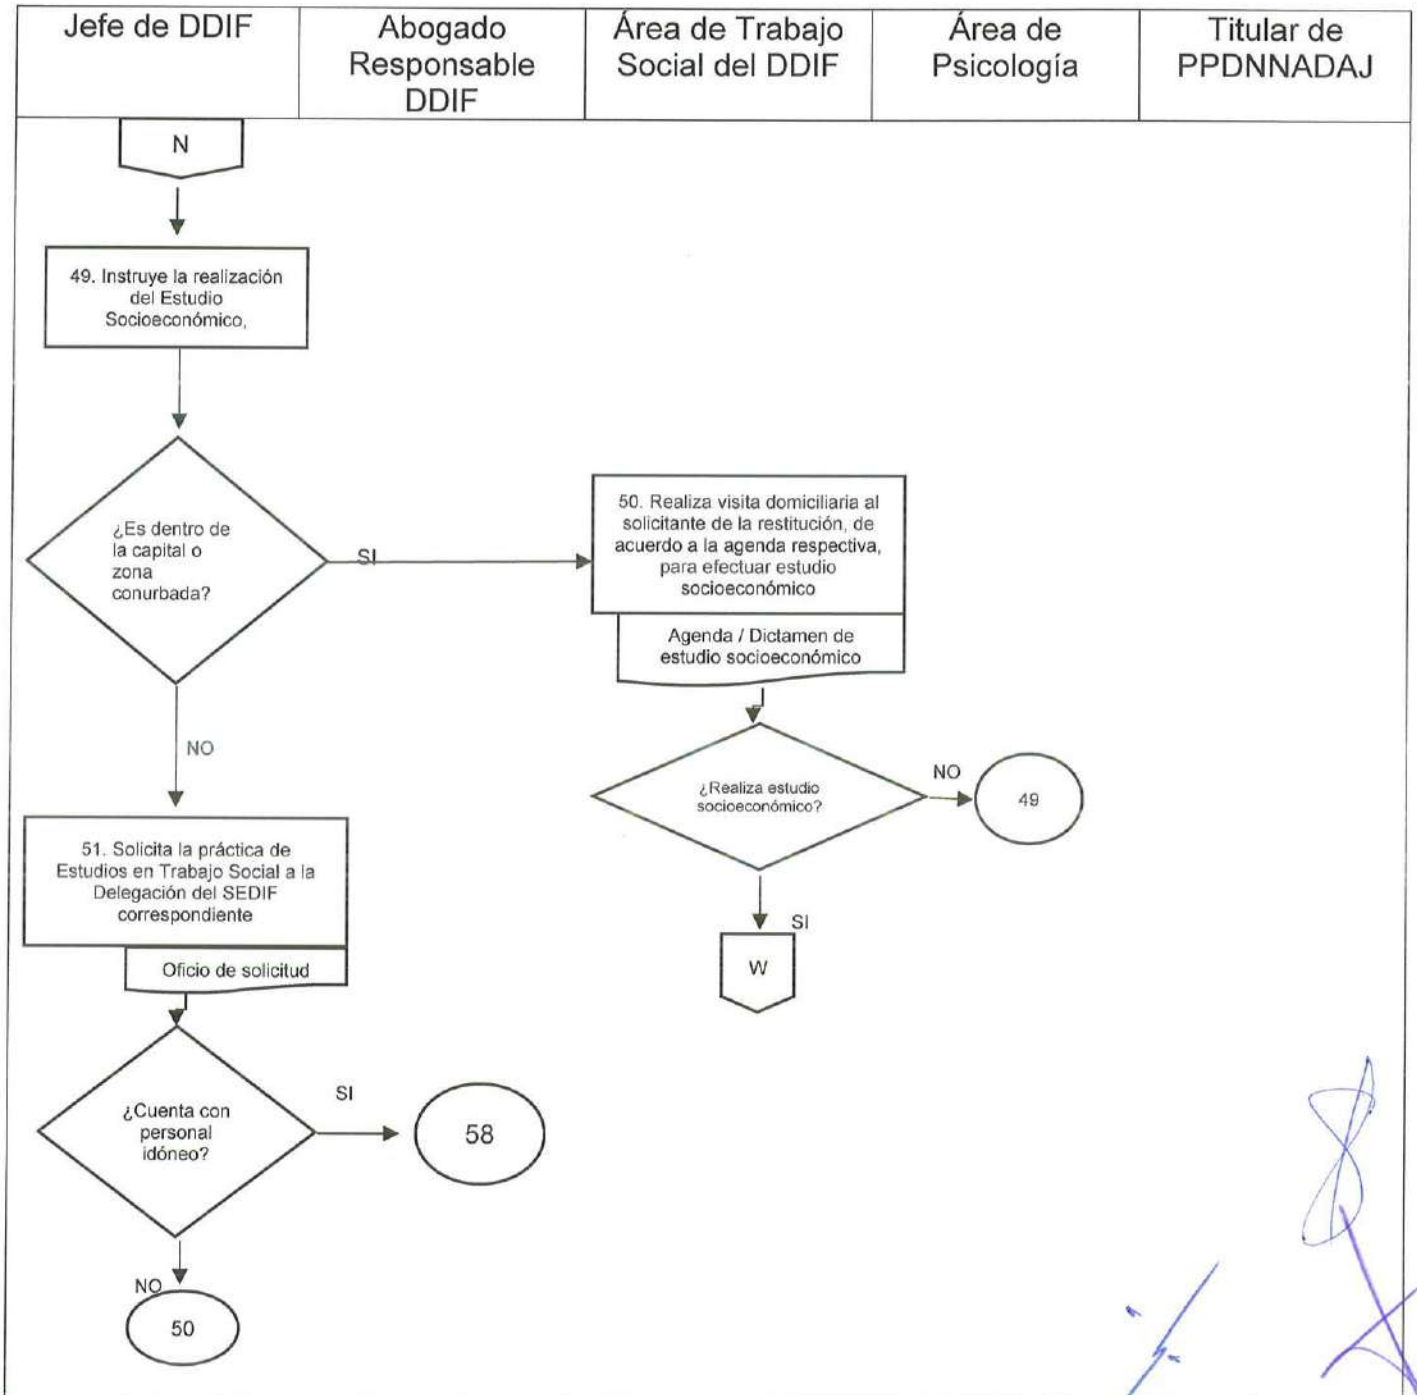 Jefe de DDIF
Abogado
Responsable
DDIF
Área de Trabajo
Social del DDIF
Área de
Psicología
Titular de
PPDNNADAJ
N
49. Instruye la realización
del Estudio
Socioeconómico,
¿Es dentro de
la capital o
zona
conurbada?
SI
50. Realiza visita domiciliaria al
solicitante de la restitución, de
acuerdo a la agenda respectiva,
para efectuar estudio
socioeconómico
Agenda / Dictamen de
estudio socioeconómico
NO
¿Realiza estudio
socioeconómico?
NO
49
SI
W
51. Solicita la práctica de
Estudios en Trabajo Social a la
Delegación del SEDIF
correspondiente
Oficio de solicitud
¿Cuenta con
personal
idóneo?
SI
58
NO
50